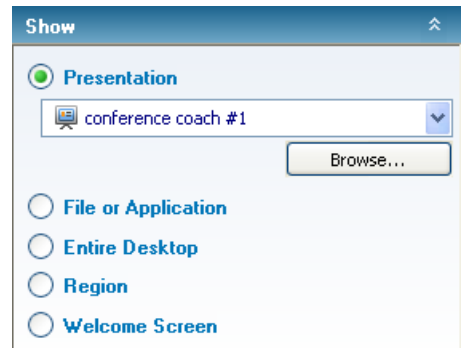 Show
Presentation
conference coach #1
Browse...
File or Application
Entire Desktop
Region
Welcome Screen